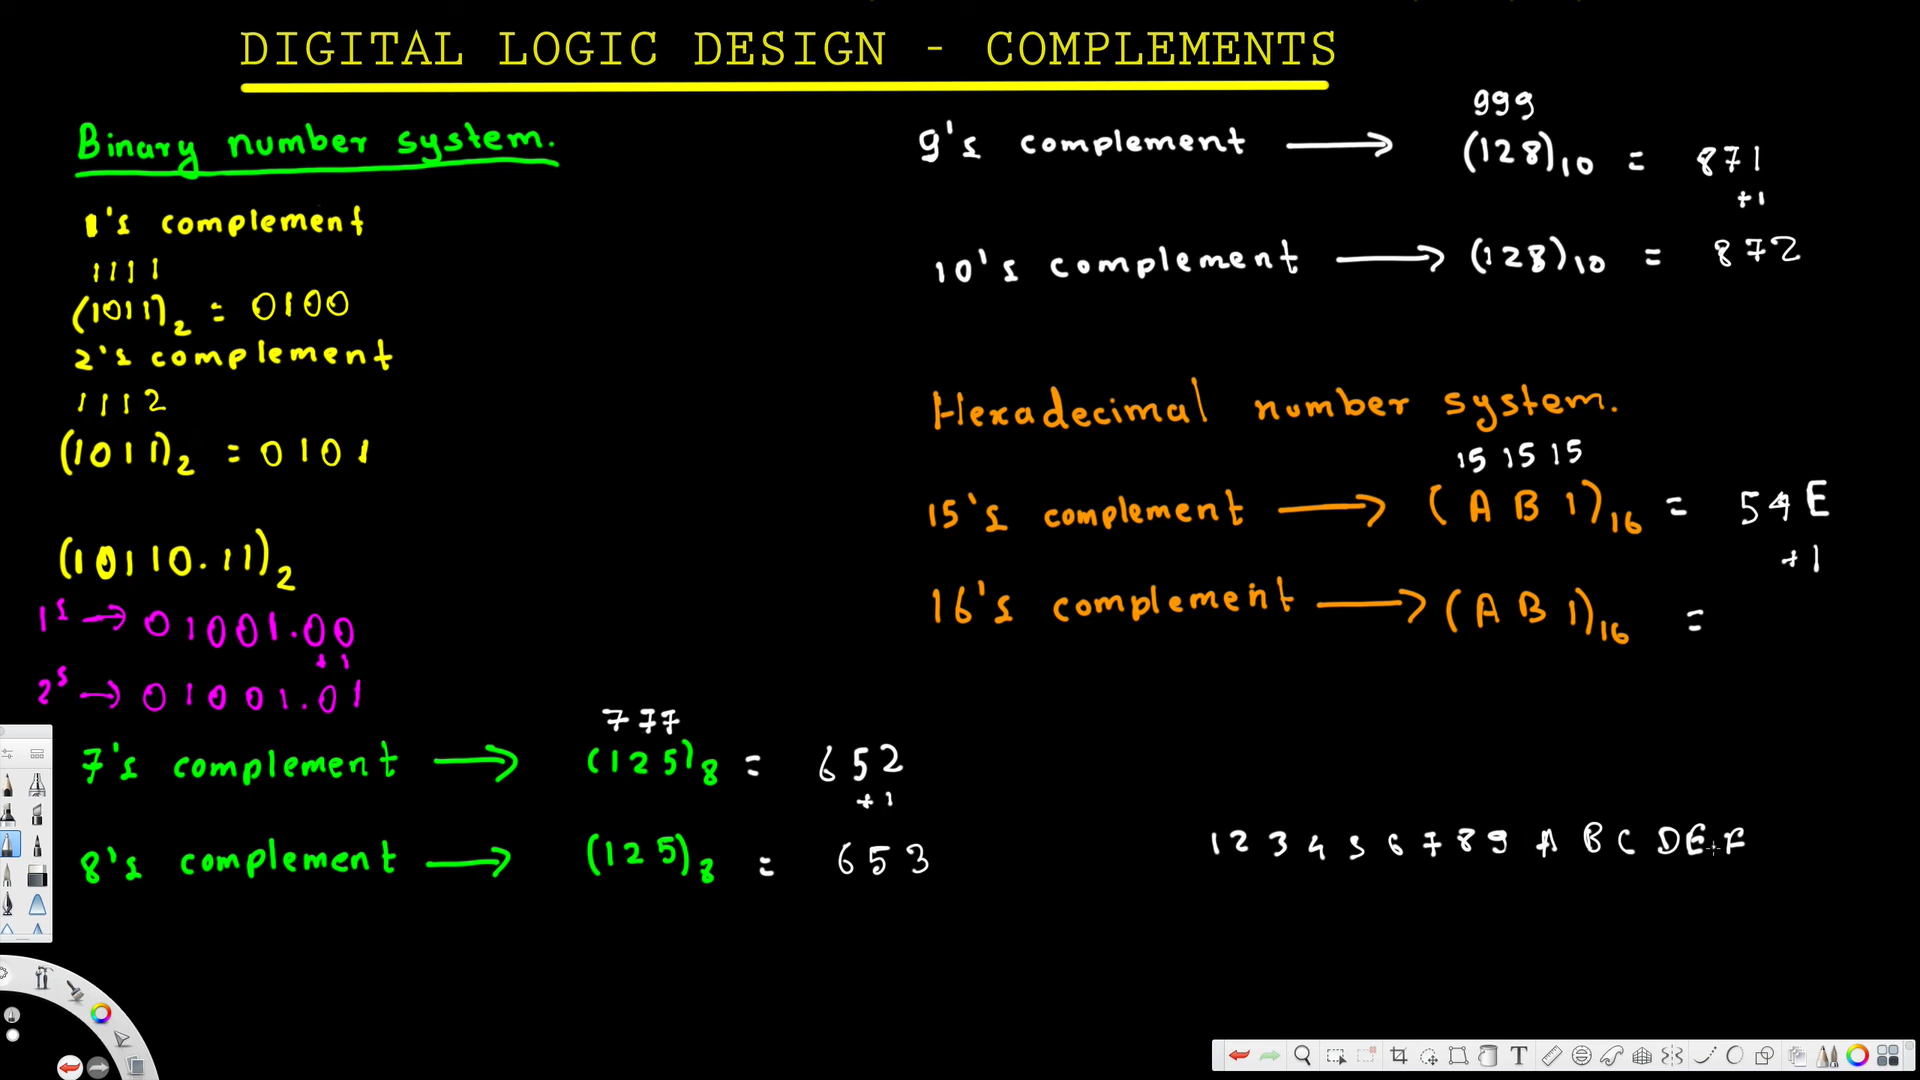 DIGITAL LOGIC DESIGN - COMPLEMENTS
Binary number system.
1's complement
1111
(1011)2 = 0100
2's complement
1112
(1011)2 = 0101
(10110.11)2
1s → 01001.00
+1
2s → 01001.01
777
7's complement → (125)8 = 652
+1
8's complement → (125)8 = 653
999
9's complement → (128)10 = 871
+1
10's complement → (128)10 = 872
Hexadecimal number system.
15 15 15
15's complement → (AB1)16 = 54E
+1
16's complement → (AB1)16 =
1 2 3 4 5 6 7 8 9 A B C D E F